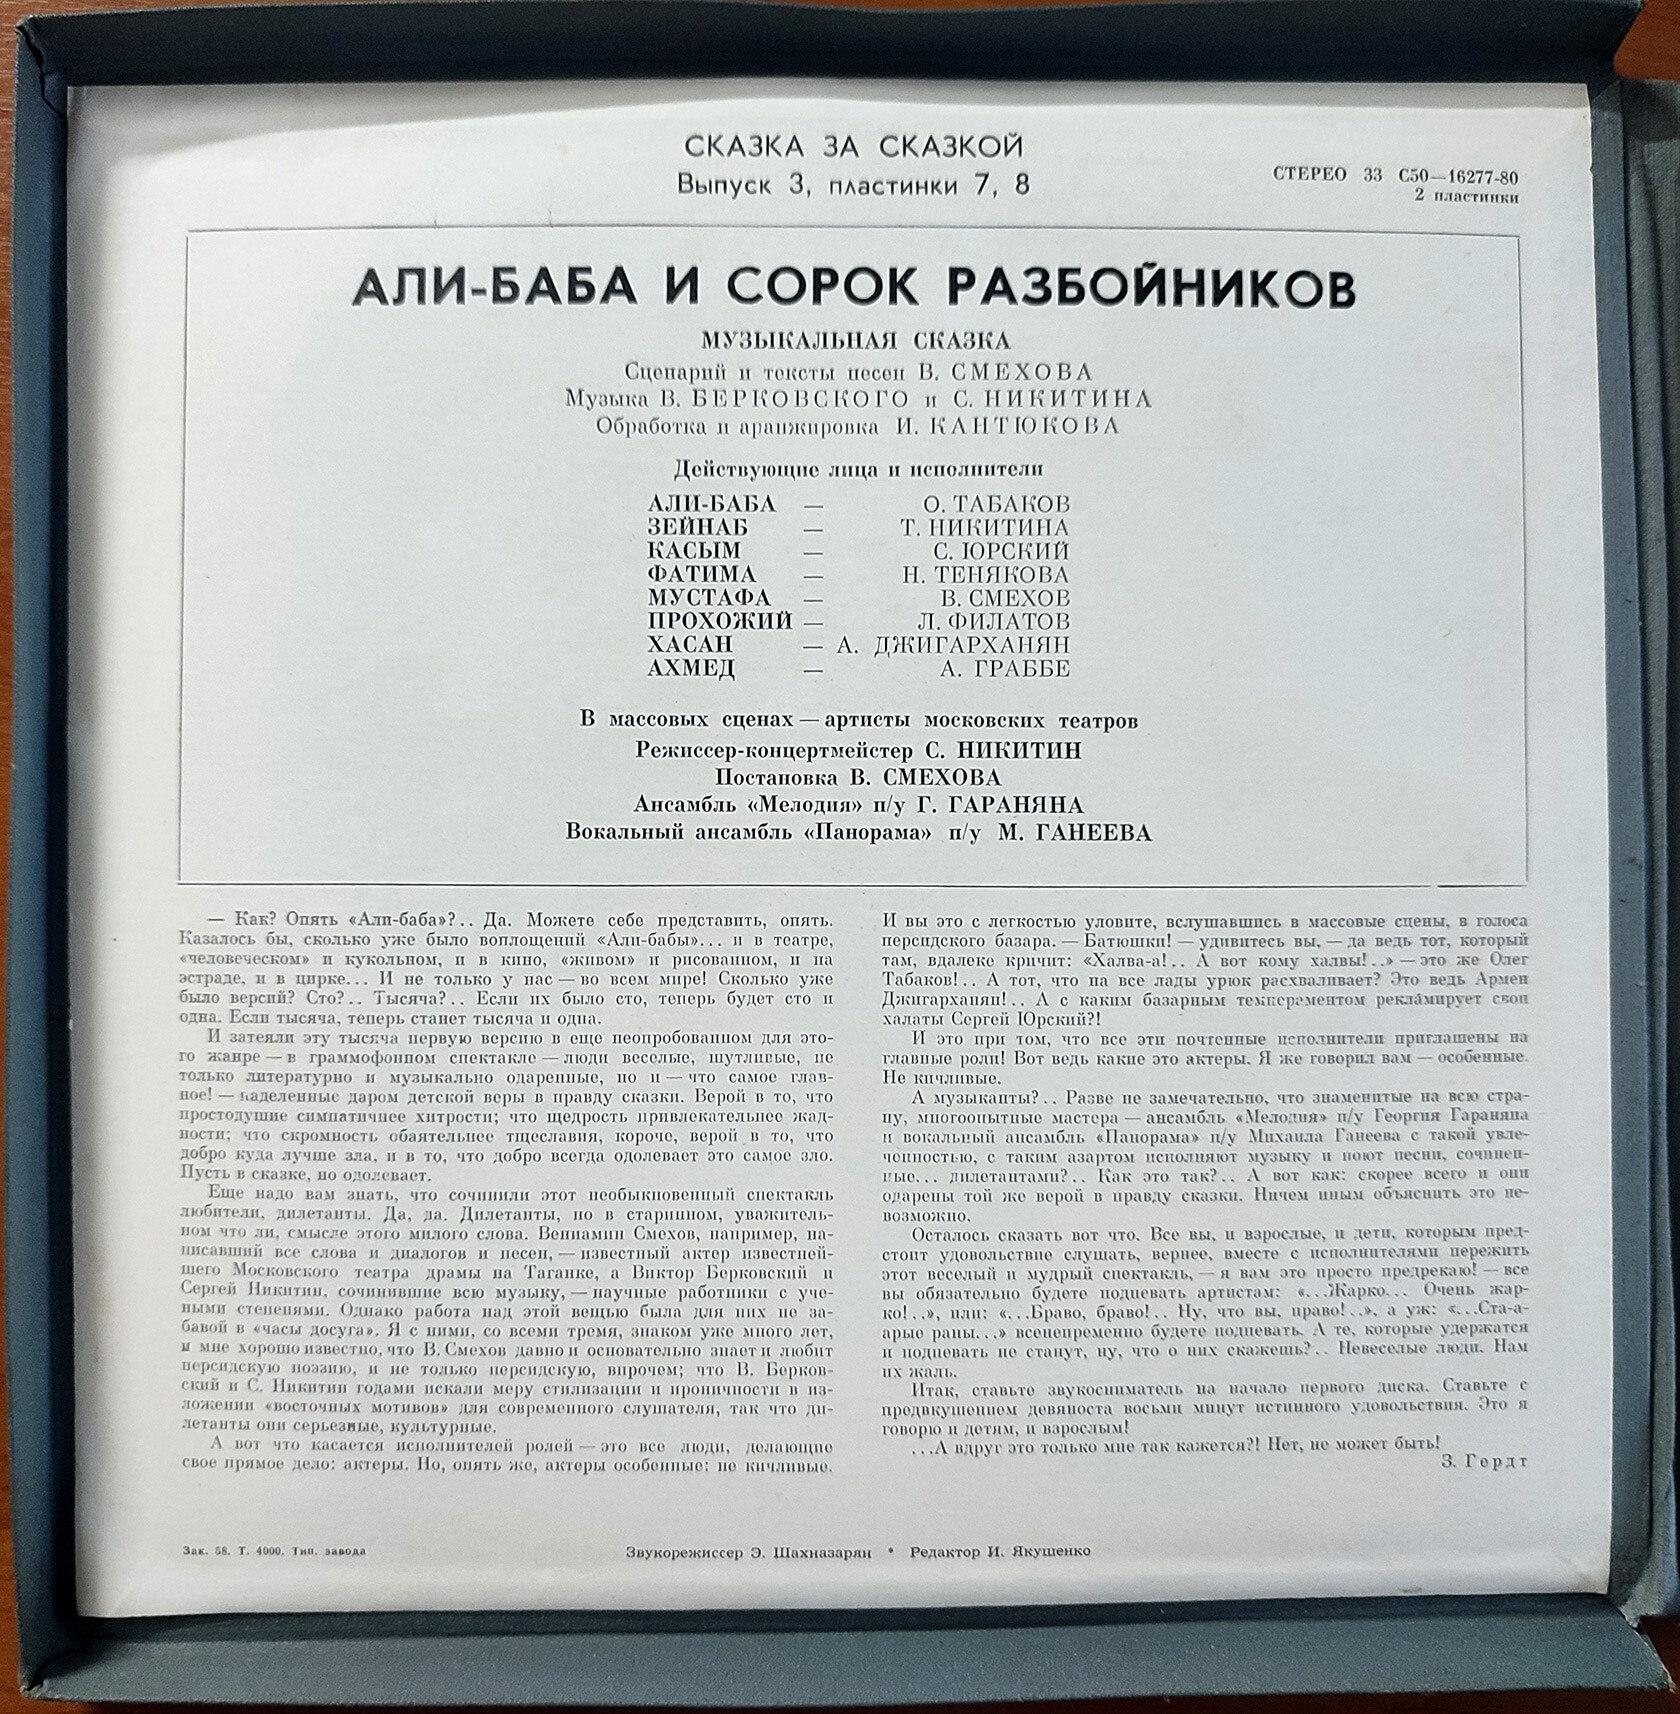 СКАЗКА ЗА СКАЗКОЙ
Выпуск 3, пластинки 7, 8
СТЕРЕО 33 С50—16277-80
2 пластинки
АЛИ-БАБА И СОРОК РАЗБОЙНИКОВ
МУЗЫКАЛЬНАЯ СКАЗКА
Сценарий и тексты песен В. СМЕХОВА
Музыка В. БЕРКОВСКОГО и С. НИКИТИНА
Обработка и аранжировка И. КАНТЮКОВА
Действующие лица и исполнители
АЛИ-БАБА — О. ТАБАКОВ
ЗЕЙНАБ — Т. НИКИТИНА
КАСЫМ — С. ЮРСКИЙ
ФАТИМА — Н. ТЕНЯКОВА
МУСТАФА — В. СМЕХОВ
ПРОХОЖИЙ — Л. ФИЛАТОВ
ХАСАН — А. ДЖИГАРХАНЯН
АХМЕД — А. ГРАББЕ
В массовых сценах — артисты московских театров
Режиссер-концертмейстер С. НИКИТИН
Постановка В. СМЕХОВА
Ансамбль «Мелодия» п/у Г. ГАРАНЯНА
Вокальный ансамбль «Панорама» п/у М. ГАНЕЕВА
— Как? Опять «Али-баба»?.. Да. Можете себе представить, опять.
Казалось бы, сколько уже было воплощений «Али-бабы»... и в театре,
«человеческом» и кукольном, и в кино, «живом» и рисованном, и на
эстраде, и в цирке... И не только у нас — во всем мире! Сколько уже
было версий? Сто?.. Тысяча?.. Если их было сто, теперь будет сто и
одна. Если тысяча, теперь станет тысяча и одна.
И затеяли эту тысяча первую версию в еще неопробованном для это-
го жанре — в граммофонном спектакле — люди веселые, шутливые, не
только литературно и музыкально одаренные, но и — что самое глав-
ное! — наделенные даром детской веры в правду сказки. Верой в то, что
простодушие симпатичнее хитрости; что щедрость привлекательнее жад-
ности; что скромность обаятельнее тщеславия, короче, верой в то, что
добро куда лучше зла, и в то, что добро всегда одолевает это самое зло.
Пусть в сказке, но одолевает.
Еще надо вам знать, что сочинили этот необыкновенный спектакль
любители, дилетанты. Да, да. Дилетанты, но в старинном, уважитель-
ном что ли, смысле этого милого слова. Вениамин Смехов, например, на-
писавший все слова и диалогов и песен, — известный актер известней-
шего Московского театра драмы на Таганке, а Виктор Берковский и
Сергей Никитин, сочинившие всю музыку, — научные работники с уче-
ными степенями. Однако работа над этой вещью была для них не за-
бавой в «часы досуга». Я с ними, со всеми тремя, знаком уже много лет,
и мне хорошо известно, что В. Смехов давно и основательно знает и любит
персидскую поэзию, и не только персидскую, впрочем; что В. Берков-
ский и С. Никитин годами искали меру стилизации и ироничности в из-
ложении «восточных мотивов» для современного слушателя, так что ди-
летанты они серьезные, культурные.
А вот что касается исполнителей ролей — это все люди, делающие
свое прямое дело: актеры. Но, опять же, актеры особенные: не кичливые.
И вы это с легкостью уловите, вслушавшись в массовые сцены, в голоса
персидского базара. — Батюшки! — удивитесь вы, — да ведь тот, который
там, вдалеке кричит: «Халва-а!.. А вот кому халвы!..» — это же Олег
Табаков!.. А тот, что на все лады урюк расхваливает? Это ведь Армен
Джигарханян!.. А с каким базарным темпераментом рекламирует свои
халаты Сергей Юрский?!
И это при том, что все эти почтенные исполнители приглашены на
главные роли! Вот ведь какие это актеры. Я же говорил вам — особенные.
Не кичливые.
А музыканты?.. Разве не замечательно, что знаменитые на всю стра-
ну, многоопытные мастера — ансамбль «Мелодия» п/у Георгия Гараняна
и вокальный ансамбль «Панорама» п/у Михаила Ганеева с такой увле-
ченностью, с таким азартом исполняют музыку и поют песни, сочинен-
ные... дилетантами?.. Как это так?.. А вот как: скорее всего и они
одарены той же верой в правду сказки. Ничем иным объяснить это не-
возможно.
Осталось сказать вот что. Все вы, и взрослые, и дети, которым пред-
стоит удовольствие слушать, вернее, вместе с исполнителями пережить
этот веселый и мудрый спектакль, — я вам это просто предрекаю! — все
вы обязательно будете подпевать артистам: «...Жарко... Очень жар-
ко!..», или: «...Браво, браво!.. Ну, что вы, право!..», а уж: «...Ста-а-
арые раны...» всенепременно будете подпевать. А те, которые удержатся
и подпевать не станут, ну, что о них скажешь?.. Невеселые люди. Нам
их жаль.
Итак, ставьте звукосниматель на начало первого диска. Ставьте с
предвкушением девяноста восьми минут истинного удовольствия. Это я
говорю и детям, и взрослым!
...А вдруг это только мне так кажется?! Нет, не может быть!
З. Гердт
Зак. 58. Т. 4000. Тип. завода
Звукорежиссер Э. Шахназарян * Редактор И. Якушенко